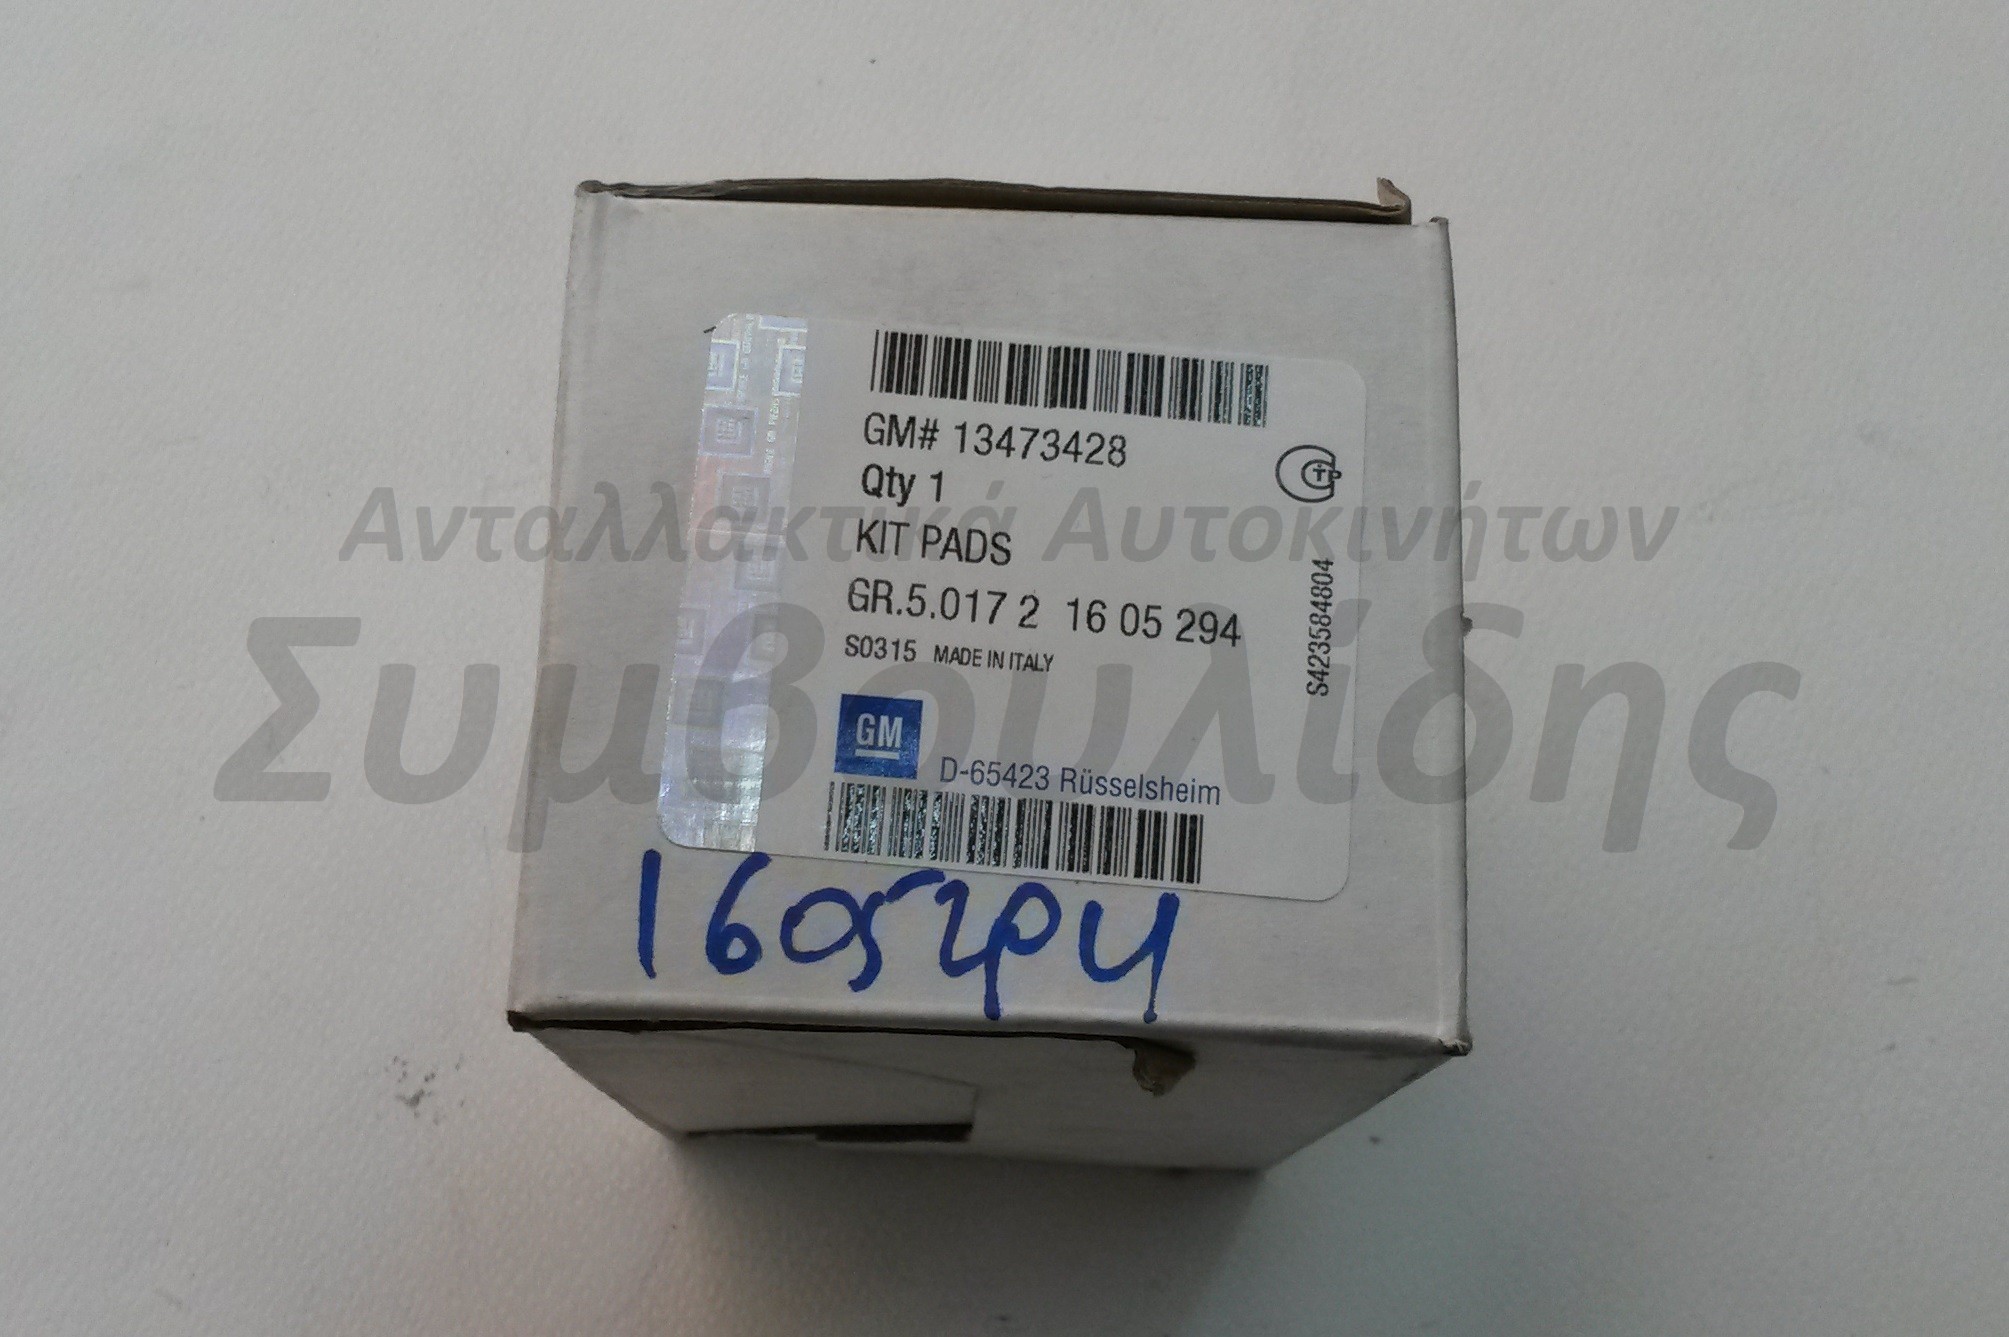 GM# 13473428
Qty 1
KIT PADS
GR.5.017 2 16 05 294
S0315 MADE IN ITALY
GM
D-65423 Rüsselsheim
S423584804
Ανταλλακτικά Αυτοκινήτων
Συμβουλίδης
1605294